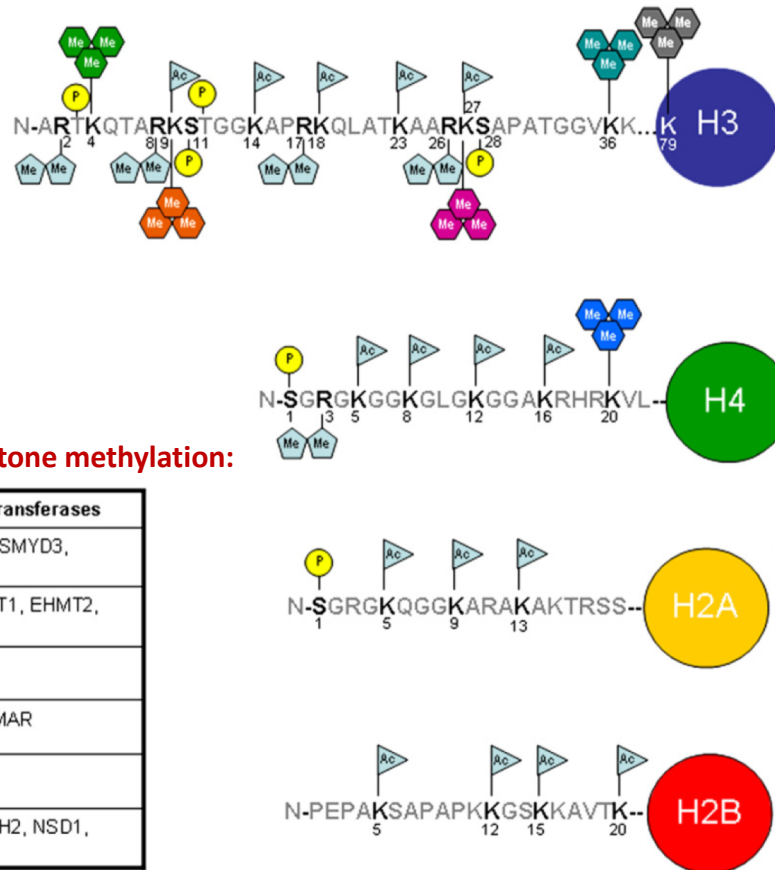 Me Me Me Me Me Me
Me Me Me
P Ac P Ac Ac Ac Ac
27
N-ARTKQTARKSTGGKAPRKQLATKAARKSAPATGGVKK...K H3
2 4 8 9 11 14 17 18 23 26 28 36 79
Me Me Me Me P Me Me Me Me P
Me Me
Me Me Me Me
Me Me
Me
P Ac Ac Ac Ac
N-SGRGKGGKGLGKGGAKRHRKVL-- H4
1 3 5 8 12 16 20
Me Me
tone methylation:
ransferases
SMYD3,
T1, EHMT2,
MAR
H2, NSD1,
P Ac Ac Ac
N-SGRGKQGGKARAKAKTRSS-- H2A
1 5 9 13
Ac Ac Ac Ac
N-PEPAKSAPAPKKGSKKAVTK-- H2B
5 12 15 20